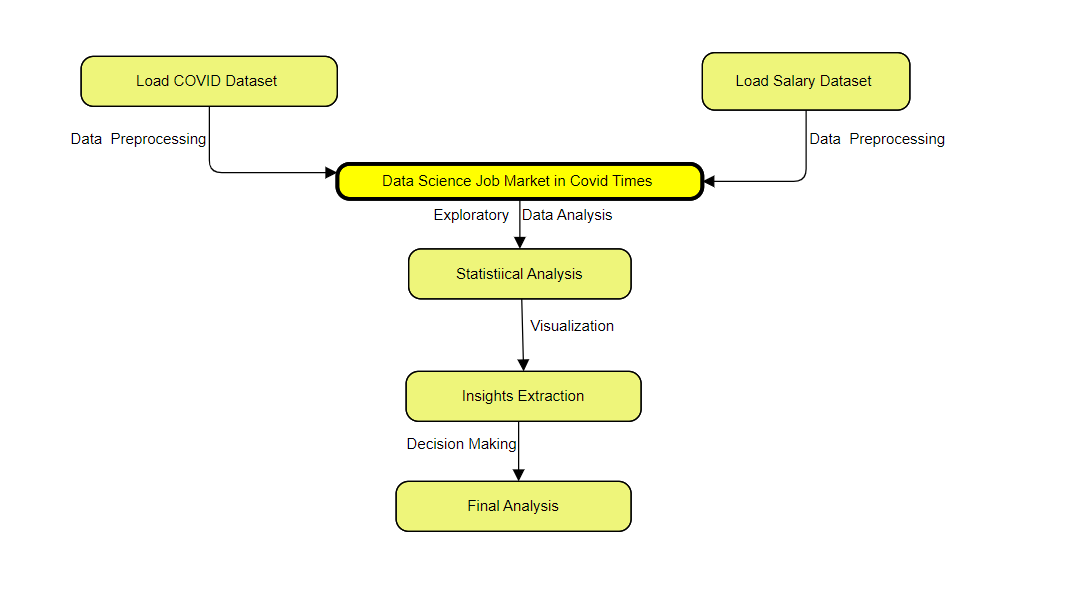 Load COVID Dataset
Load Salary Dataset
Data  Preprocessing
Data  Preprocessing
Data Science Job Market in Covid Times
Exploratory   Data Analysis
Statistiical Analysis
Visualization
Insights Extraction
Decision Making
Final Analysis